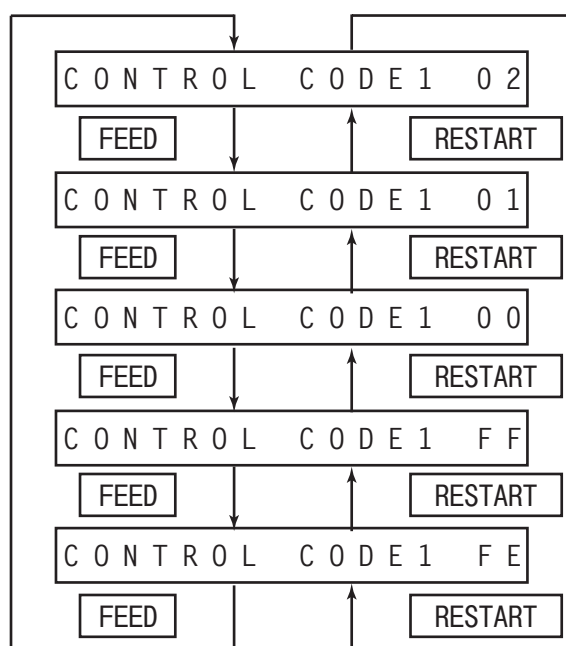 CONTROL CODE1 02
FEED RESTART
CONTROL CODE1 01
FEED RESTART
CONTROL CODE1 00
FEED RESTART
CONTROL CODE1 FF
FEED RESTART
CONTROL CODE1 FE
FEED RESTART